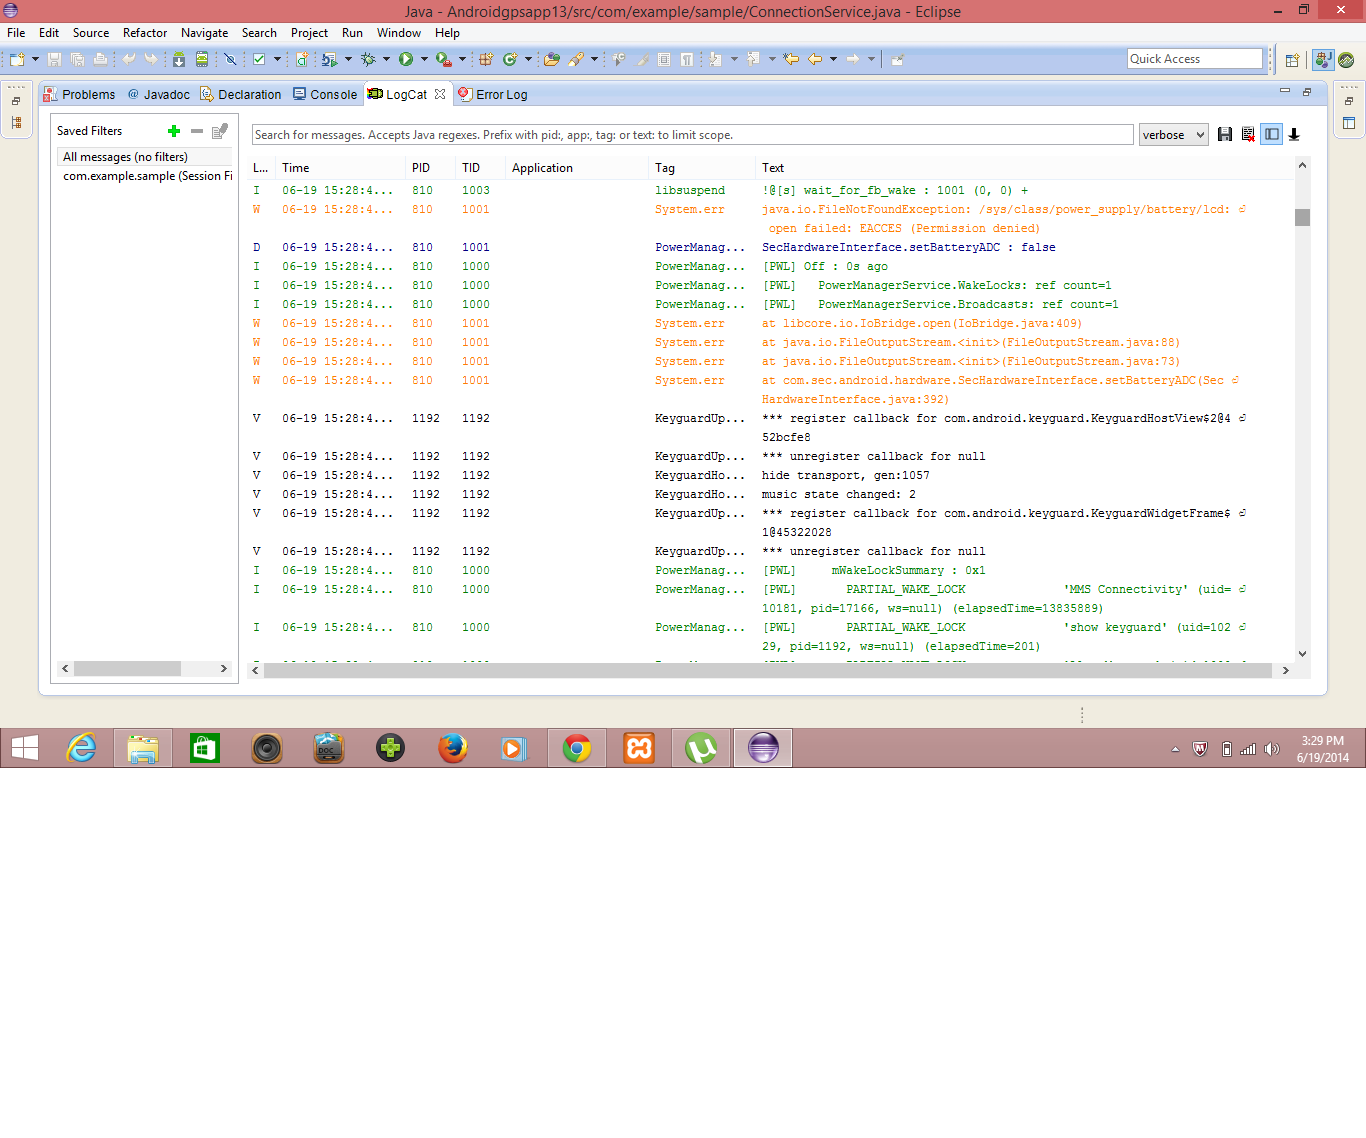 Java - Androidgpsapp13/src/com/example/sample/ConnectionService.java - Eclipse
File Edit Source Refactor Navigate Search Project Run Window Help
Quick Access
Problems @ Javadoc Declaration Console LogCat Error Log
Saved Filters
All messages (no filters)
com.example.sample (Session Fi
Search for messages. Accepts Java regexes. Prefix with pid:, app:, tag: or text: to limit scope.
verbose
L... Time PID TID Application Tag Text
I 06-19 15:28:4... 810 1003 libsuspend !@[s] wait_for_fb_wake : 1001 (0, 0) +
W 06-19 15:28:4... 810 1001 System.err java.io.FileNotFoundException: /sys/class/power_supply/battery/lcd:
open failed: EACCES (Permission denied)
D 06-19 15:28:4... 810 1001 PowerManag... SecHardwareInterface.setBatteryADC : false
I 06-19 15:28:4... 810 1000 PowerManag... [PWL] Off : 0s ago
I 06-19 15:28:4... 810 1000 PowerManag... [PWL] PowerManagerService.WakeLocks: ref count=1
I 06-19 15:28:4... 810 1000 PowerManag... [PWL] PowerManagerService.Broadcasts: ref count=1
W 06-19 15:28:4... 810 1001 System.err at libcore.io.IoBridge.open(IoBridge.java:409)
W 06-19 15:28:4... 810 1001 System.err at java.io.FileOutputStream.<init>(FileOutputStream.java:88)
W 06-19 15:28:4... 810 1001 System.err at java.io.FileOutputStream.<init>(FileOutputStream.java:73)
W 06-19 15:28:4... 810 1001 System.err at com.sec.android.hardware.SecHardwareInterface.setBatteryADC(Sec
HardwareInterface.java:392)
V 06-19 15:28:4... 1192 1192 KeyguardUp... *** register callback for com.android.keyguard.KeyguardHostView$2@4
52bcfe8
V 06-19 15:28:4... 1192 1192 KeyguardUp... *** unregister callback for null
V 06-19 15:28:4... 1192 1192 KeyguardHo... hide transport, gen:1057
V 06-19 15:28:4... 1192 1192 KeyguardHo... music state changed: 2
V 06-19 15:28:4... 1192 1192 KeyguardUp... *** register callback for com.android.keyguard.KeyguardWidgetFrame$
1@45322028
V 06-19 15:28:4... 1192 1192 KeyguardUp... *** unregister callback for null
I 06-19 15:28:4... 810 1000 PowerManag... [PWL] mWakeLockSummary : 0x1
I 06-19 15:28:4... 810 1000 PowerManag... [PWL] PARTIAL_WAKE_LOCK 'MMS Connectivity' (uid=
10181, pid=17166, ws=null) (elapsedTime=13835889)
I 06-19 15:28:4... 810 1000 PowerManag... [PWL] PARTIAL_WAKE_LOCK 'show keyguard' (uid=102
29, pid=1192, ws=null) (elapsedTime=201)
DOC
3:29 PM
6/19/2014